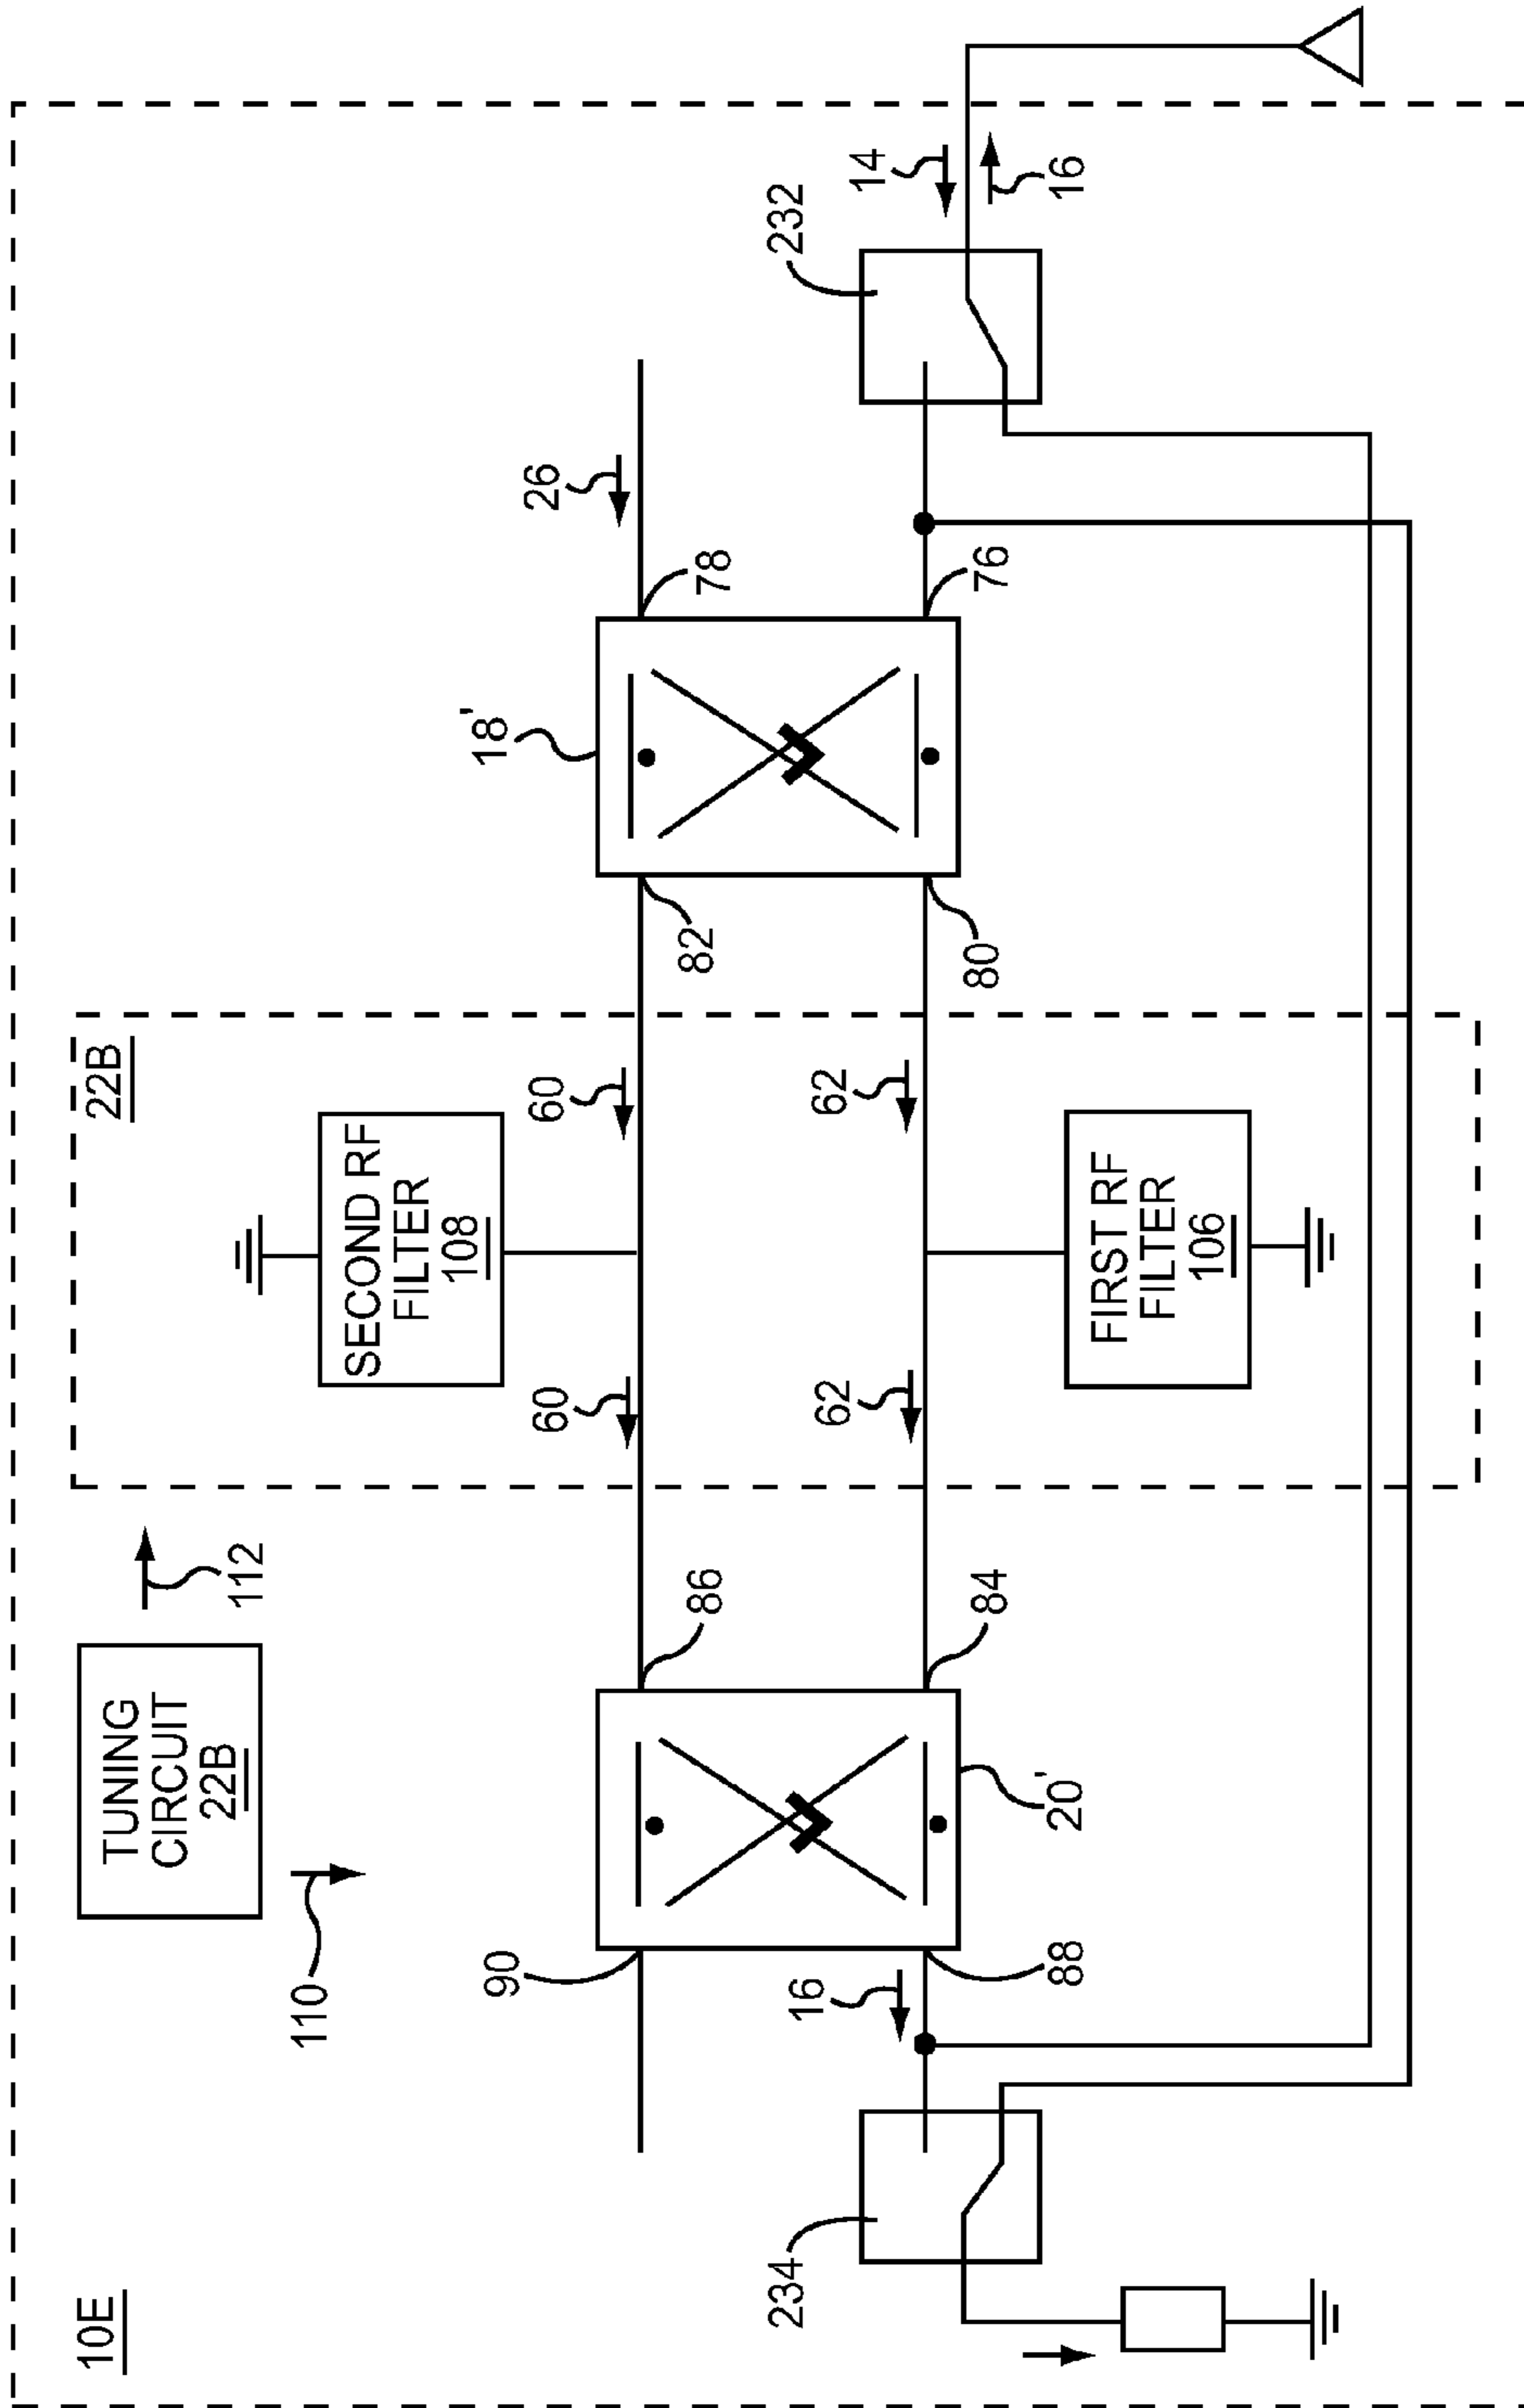 10E
TUNING
CIRCUIT
22B
110
112
22B
SECOND RF
FILTER
108
60
60
26
90
86
82
78
18'
234
16
62
62
14
232
16
88
20'
84
80
76
FIRST RF
FILTER
106